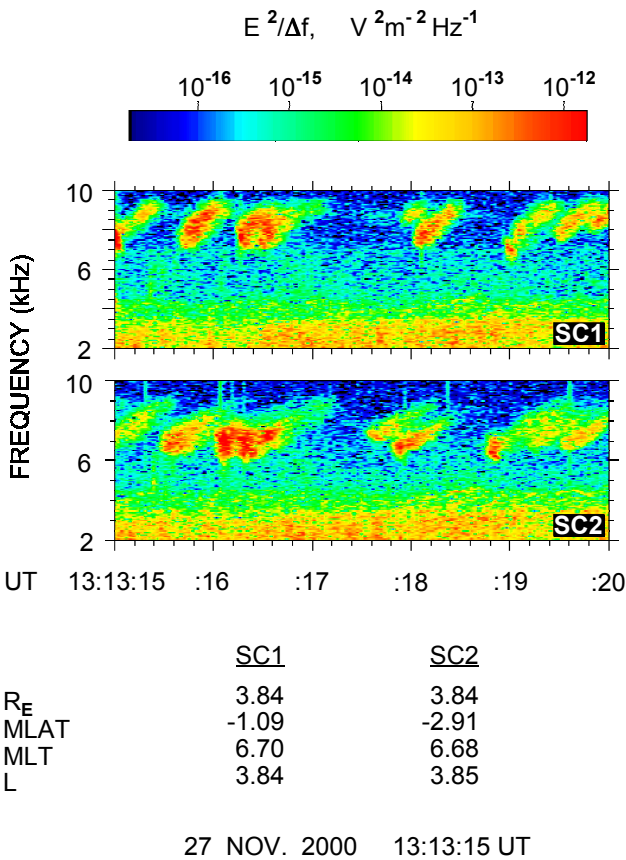 E ²/Δf, V ²m⁻² Hz⁻¹
10⁻¹⁶ 10⁻¹⁵ 10⁻¹⁴ 10⁻¹³ 10⁻¹²
10
6
2
SC1
FREQUENCY (kHz)
10
6
2
SC2
UT 13:13:15 :16 :17 :18 :19 :20
SC1 SC2
R_E 3.84 3.84
MLAT -1.09 -2.91
MLT 6.70 6.68
L 3.84 3.85
27 NOV. 2000 13:13:15 UT